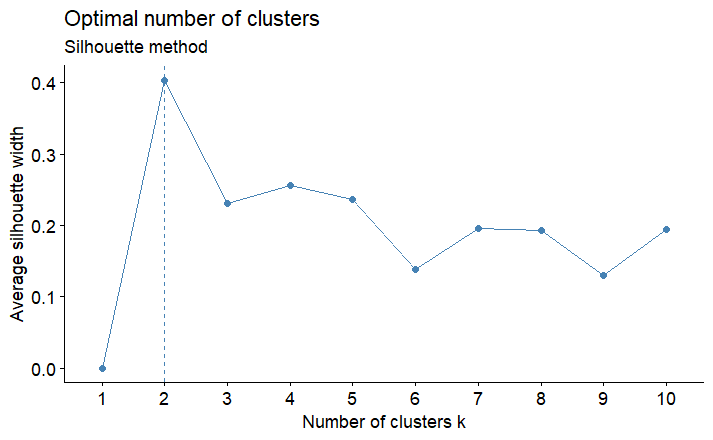 Optimal number of clusters
Silhouette method
Average silhouette width
0.4
0.3
0.2
0.1
0.0
1 2 3 4 5 6 7 8 9 10
Number of clusters k